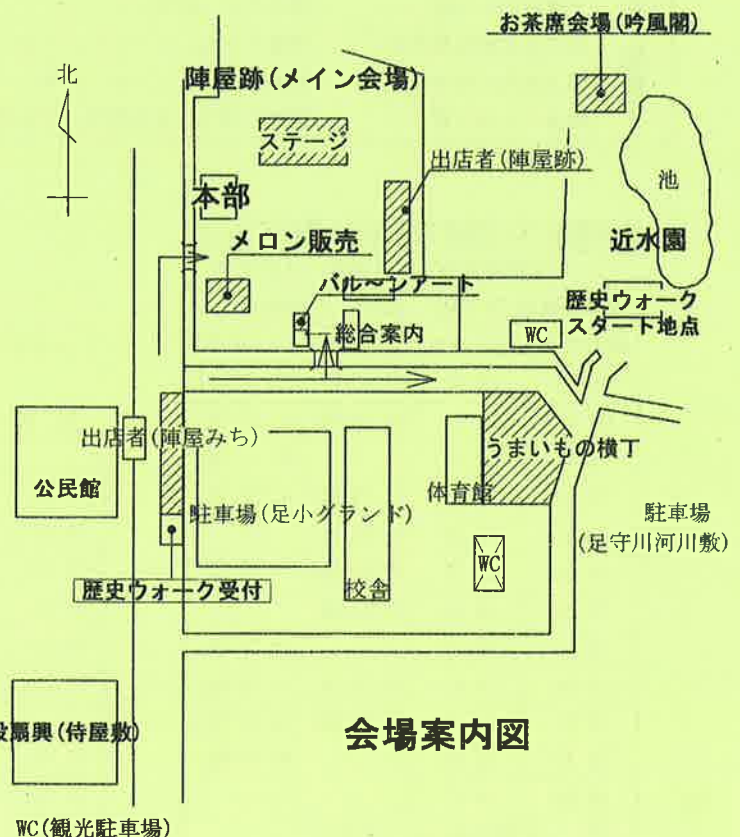 お茶席会場(吟風閣)
北
陣屋跡(メイン会場)
ステージ
出店者(陣屋跡)
池
本部
メロン販売
近水園
バル～ンアート
歴史ウォーク
スタート地点
総合案内
WC
出店者(陣屋みち)
うまいもの横丁
公民館
体育館
駐車場(足小グランド)
駐車場
(足守川河川敷)
WC
歴史ウォーク受付
校舎
投扇興(侍屋敷)
会場案内図
WC(観光駐車場)